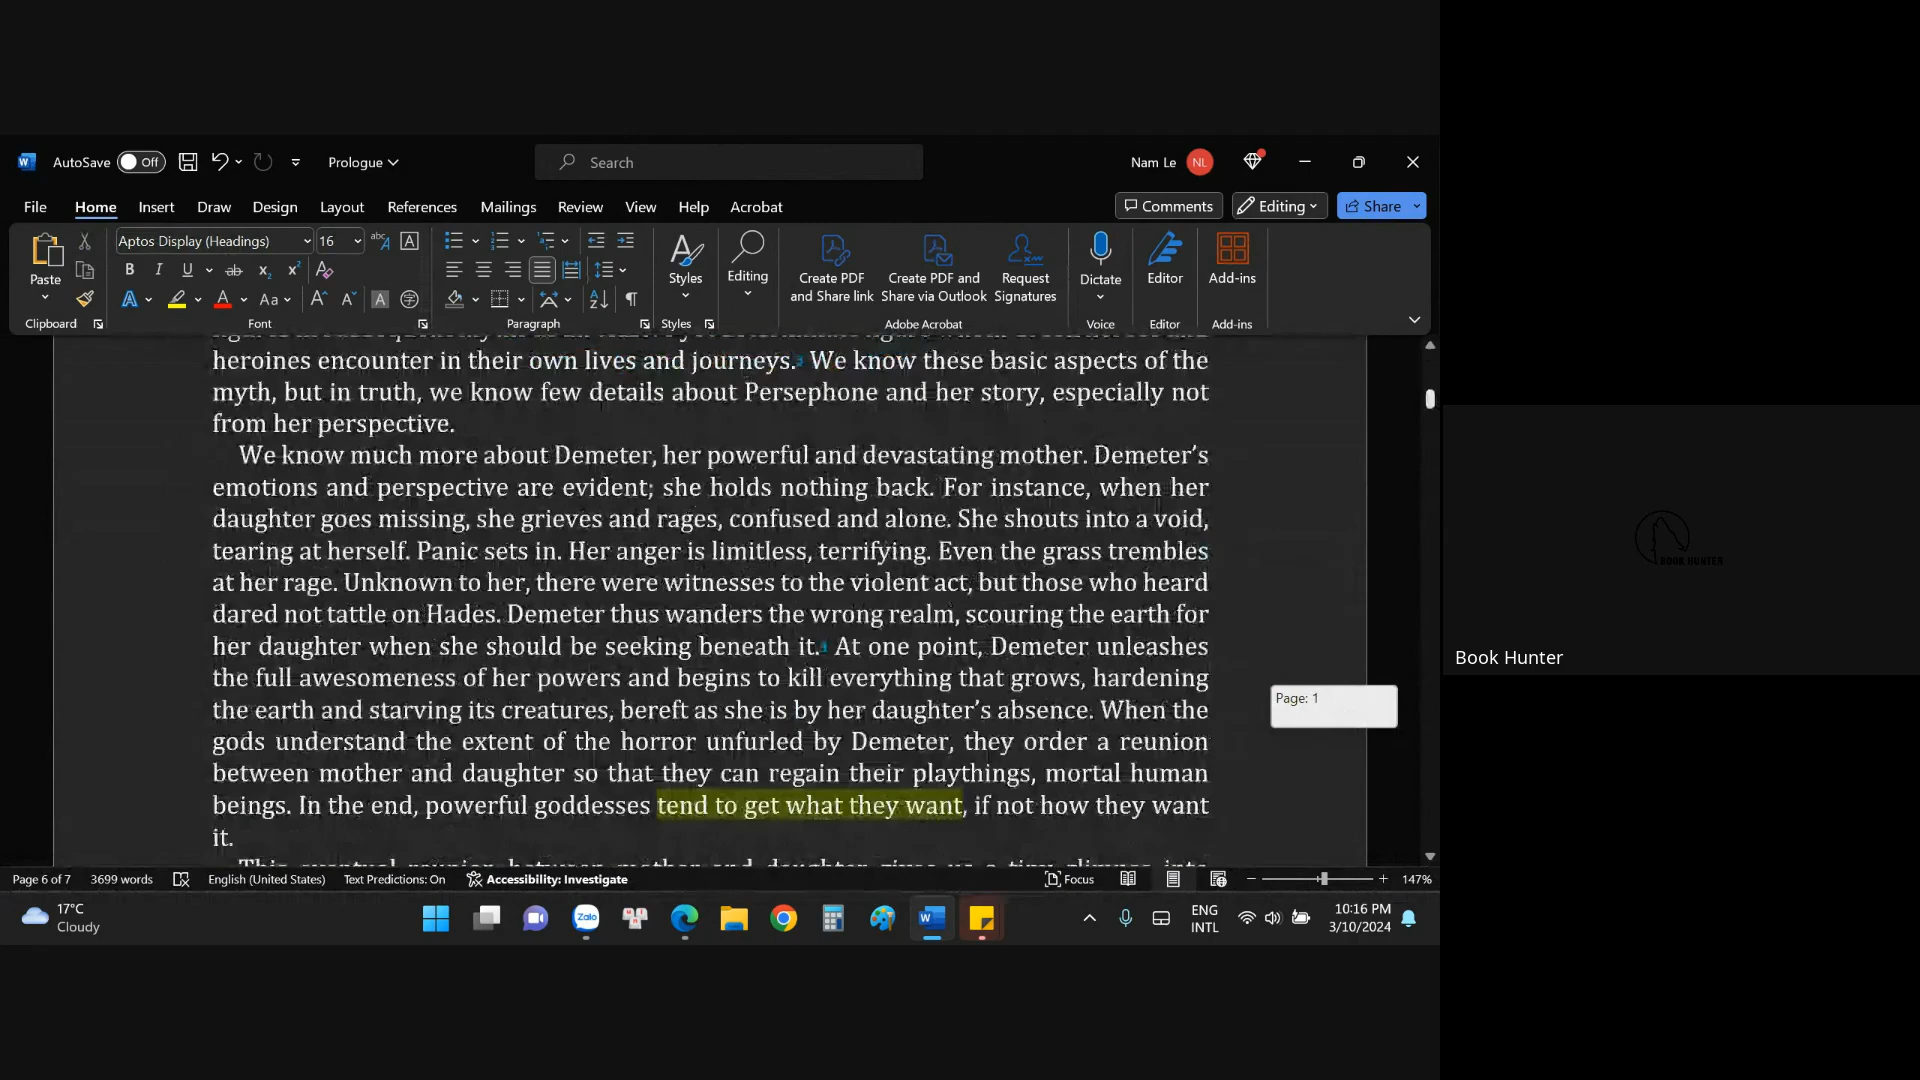 AutoSave Off Prologue Search Nam Le NL
File Home Insert Draw Design Layout References Mailings Review View Help Acrobat Comments Editing Share
Aptos Display (Headings) 16
Paste Styles Editing Create PDF and Share link Create PDF and Share via Outlook Request Signatures Dictate Editor Add-ins
Clipboard Font Paragraph Styles Adobe Acrobat Voice Editor Add-ins
heroines encounter in their own lives and journeys. We know these basic aspects of the
myth, but in truth, we know few details about Persephone and her story, especially not
from her perspective.
We know much more about Demeter, her powerful and devastating mother. Demeter’s
emotions and perspective are evident; she holds nothing back. For instance, when her
daughter goes missing, she grieves and rages, confused and alone. She shouts into a void,
tearing at herself. Panic sets in. Her anger is limitless, terrifying. Even the grass trembles
at her rage. Unknown to her, there were witnesses to the violent act, but those who heard
dared not tattle on Hades. Demeter thus wanders the wrong realm, scouring the earth for
her daughter when she should be seeking beneath it. At one point, Demeter unleashes
the full awesomeness of her powers and begins to kill everything that grows, hardening
the earth and starving its creatures, bereft as she is by her daughter’s absence. When the
gods understand the extent of the horror unfurled by Demeter, they order a reunion
between mother and daughter so that they can regain their playthings, mortal human
beings. In the end, powerful goddesses tend to get what they want, if not how they want
it.
This eventual reunion between mother and daughter gives us a tiny glimpse into
Page: 1
Page 6 of 7 3699 words English (United States) Text Predictions: On Accessibility: Investigate Focus 147%
17°C
Cloudy
Zalo
ENG
INTL
10:16 PM
3/10/2024
BOOK HUNTER
Book Hunter